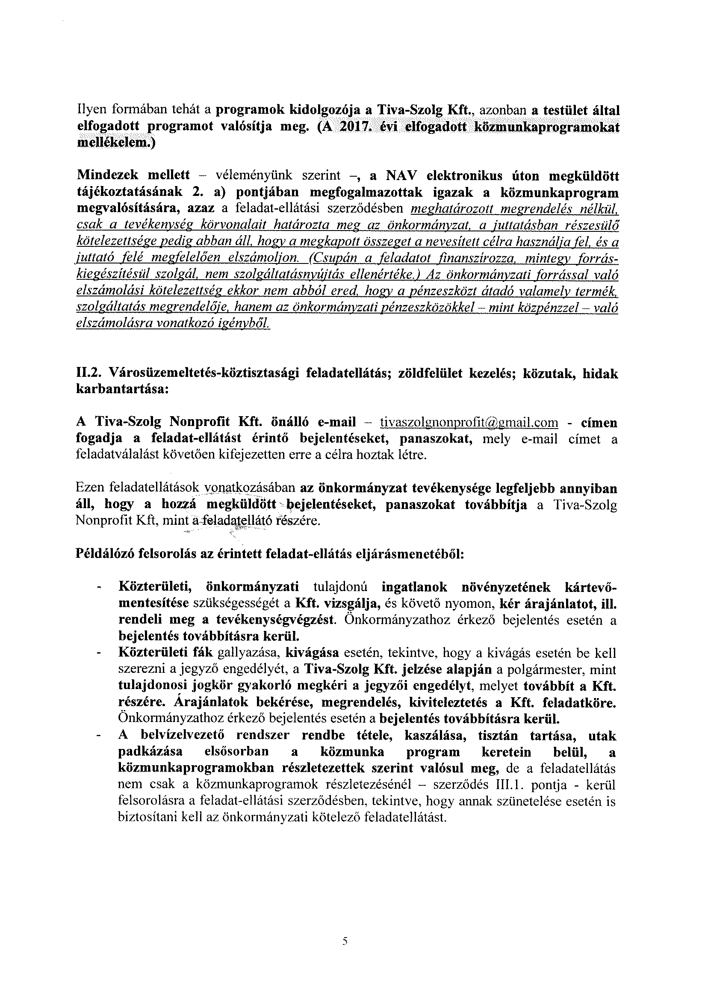 Ilyen formában tehát a programok kidolgozója a Tiva-Szolg Kft., azonban a testület által
elfogadott programot valósítja meg. (A 2017. évi elfogadott közmunkaprogramokat
mellékelem.)
Mindezek mellett – véleményünk szerint –, a NAV elektronikus úton megküldött
tájékoztatásának 2. a) pontjában megfogalmazottak igazak a közmunkaprogram
megvalósítására, azaz a feladat-ellátási szerződésben meghatározott megrendelés nélkül,
csak a tevékenység körvonalait határozta meg az önkormányzat, a juttatásban részesülő
kötelezettsége pedig abban áll, hogy a megkapott összeget a nevesített célra használja fel, és a
juttató felé megfelelően elszámoljon. (Csupán a feladatot finanszírozza, mintegy forrás-
kiegészítésül szolgál, nem szolgáltatásnyújtás ellenértéke.) Az önkormányzati forrással való
elszámolási kötelezettség ekkor nem abból ered, hogy a pénzeszközt átadó valamely termék,
szolgáltatás megrendelője, hanem az önkormányzati pénzeszközökkel – mint közpénzzel – való
elszámolásra vonatkozó igényből.
II.2. Városüzemeltetés-köztisztasági feladatellátás; zöldfelület kezelés; közutak, hidak
karbantartása:
A Tiva-Szolg Nonprofit Kft. önálló e-mail – tivaszolgnonprofit@gmail.com - címen
fogadja a feladat-ellátást érintő bejelentéseket, panaszokat, mely e-mail címet a
feladatválalást követően kifejezetten erre a célra hoztak létre.
Ezen feladatellátások vonatkozásában az önkormányzat tevékenysége legfeljebb annyiban
áll, hogy a hozzá megküldött bejelentéseket, panaszokat továbbítja a Tiva-Szolg
Nonprofit Kft, mint a feladatellátó részére.
Példálózó felsorolás az érintett feladat-ellátás eljárásmenetéből:
- Közterületi, önkormányzati tulajdonú ingatlanok növényzetének kártevő-
mentesítése szükségességét a Kft. vizsgálja, és követő nyomon, kér árajánlatot, ill.
rendeli meg a tevékenységvégzést. Önkormányzathoz érkező bejelentés esetén a
bejelentés továbbításra kerül.
- Közterületi fák gallyazása, kivágása esetén, tekintve, hogy a kivágás esetén be kell
szerezni a jegyző engedélyét, a Tiva-Szolg Kft. jelzése alapján a polgármester, mint
tulajdonosi jogkör gyakorló megkéri a jegyzői engedélyt, melyet továbbít a Kft.
részére. Árajánlatok bekérése, megrendelés, kiviteleztetés a Kft. feladatköre.
Önkormányzathoz érkező bejelentés esetén a bejelentés továbbításra kerül.
- A belvízelvezető rendszer rendbe tétele, kaszálása, tisztán tartása, utak
padkázása elsősorban a közmunka program keretein belül, a
közmunkaprogramokban részletezettek szerint valósul meg, de a feladatellátás
nem csak a közmunkaprogramok részletezésénél – szerződés III.1. pontja - kerül
felsorolásra a feladat-ellátási szerződésben, tekintve, hogy annak szünetelése esetén is
biztosítani kell az önkormányzati kötelező feladatellátást.
5